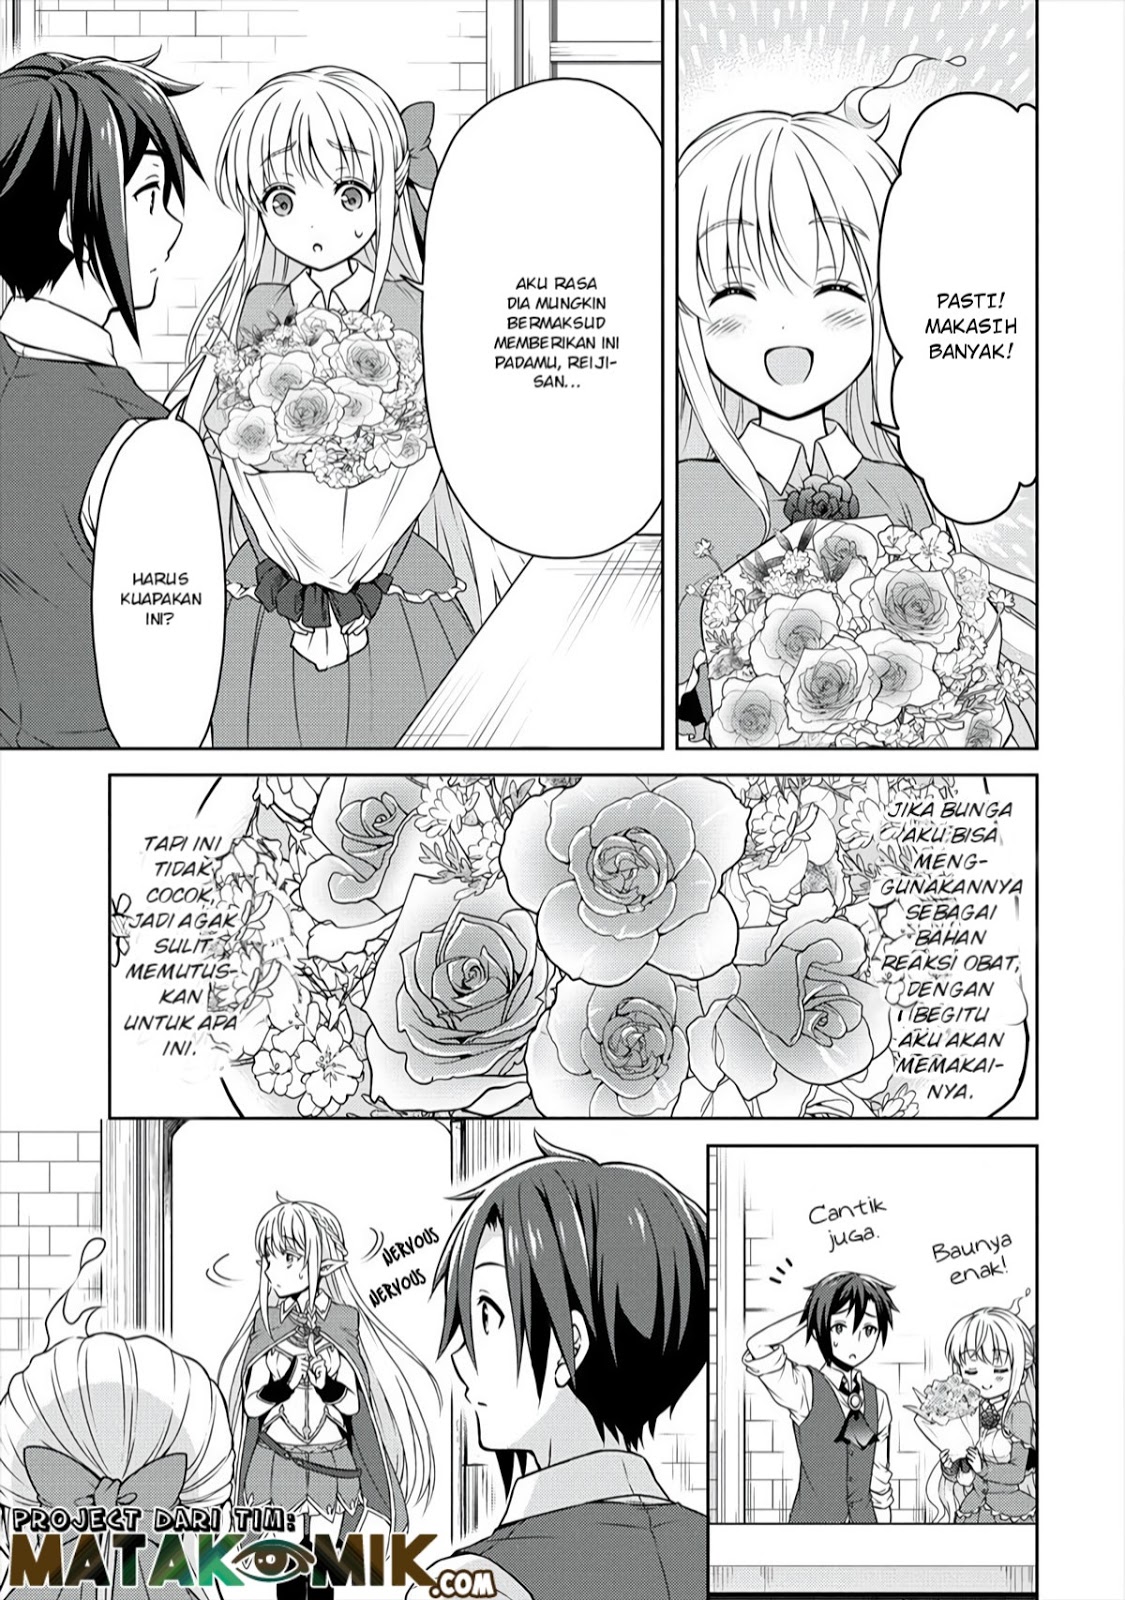 PASTI!
MAKASIH
BANYAK!
AKU RASA
DIA MUNGKIN
BERMAKSUD
MEMBERIKAN INI
PADAMU, REIJI-
SAN...
HARUS
KUAPAKAN
INI?
JIKA BUNGA
AKU BISA
MENG-
GUNAKANNYA
SEBAGAI
BAHAN
REAKSI OBAT,
DENGAN
BEGITU
AKU AKAN
MEMAKAI-
NYA.
TAPI INI
TIDAK
COCOK,
JADI AGAK
SULIT
MEMUTUS-
KAN
UNTUK APA
INI.
Cantik
juga.
Baunya
enak!
NERVOUS
NERVOUS
PROJECT DARI TIM:
MATAKOMIK
.COM